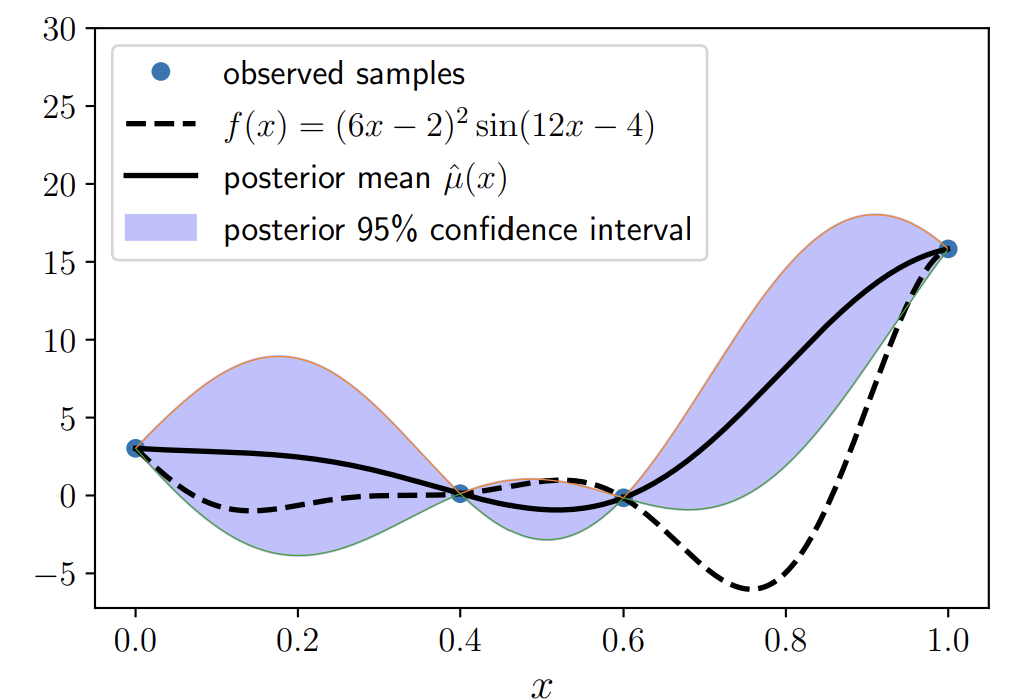 30
25
20
15
10
5
0
−5
observed samples
f(x) = (6x − 2)² sin(12x − 4)
posterior mean μ̂(x)
posterior 95% confidence interval
0.0 0.2 0.4 0.6 0.8 1.0
x